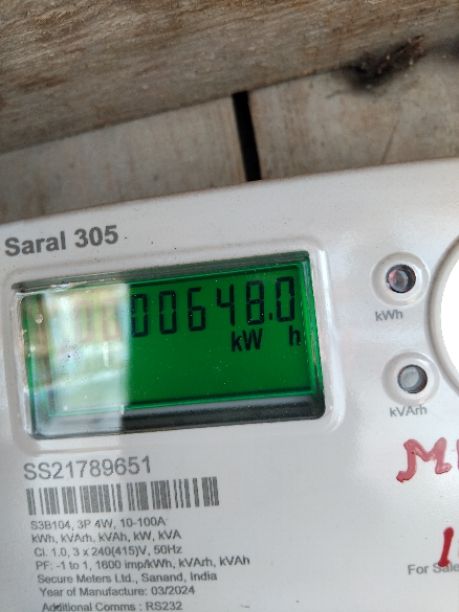 Saral 305
0000648.0
kW h
kWh
kVArh
SS21789651
S3B104, 3P 4W, 10-100A
kWh, kVArh, kVAh, kW, kVA
Cl. 1.0, 3 x 240(415)V, 50Hz
PF: -1 to 1, 1600 imp/kWh, kVArh, kVAh
Secure Meters Ltd., Sanand, India
Year of Manufacture: 03/2024
Additional Comms : RS232
For Sale